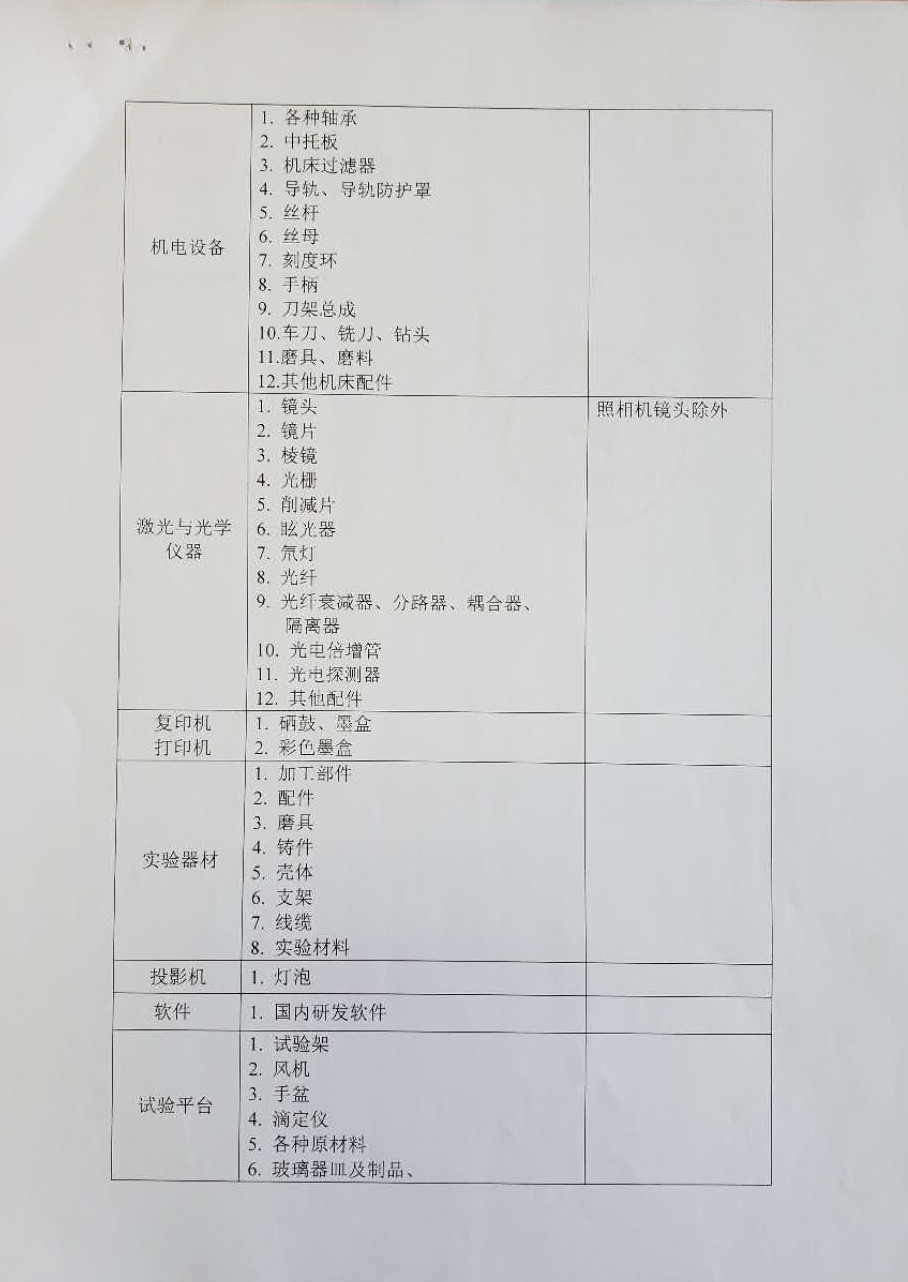 机电设备
1. 各种轴承
2. 中托板
3. 机床过滤器
4. 导轨、导轨防护罩
5. 丝杆
6. 丝母
7. 刻度环
8. 手柄
9. 刀架总成
10.车刀、铣刀、钻头
11.磨具、磨料
12.其他机床配件
激光与光学
仪器
1. 镜头
2. 镜片
3. 棱镜
4. 光栅
5. 削减片
6. 眩光器
7. 氘灯
8. 光纤
9. 光纤衰减器、分路器、耦合器、
隔离器
10. 光电倍增管
11. 光电探测器
12. 其他配件
照相机镜头除外
复印机
打印机
1. 硒鼓、墨盒
2. 彩色墨盒
实验器材
1. 加工部件
2. 配件
3. 磨具
4. 铸件
5. 壳体
6. 支架
7. 线缆
8. 实验材料
投影机
1. 灯泡
软件
1. 国内研发软件
试验平台
1. 试验架
2. 风机
3. 手盆
4. 滴定仪
5. 各种原材料
6. 玻璃器皿及制品、